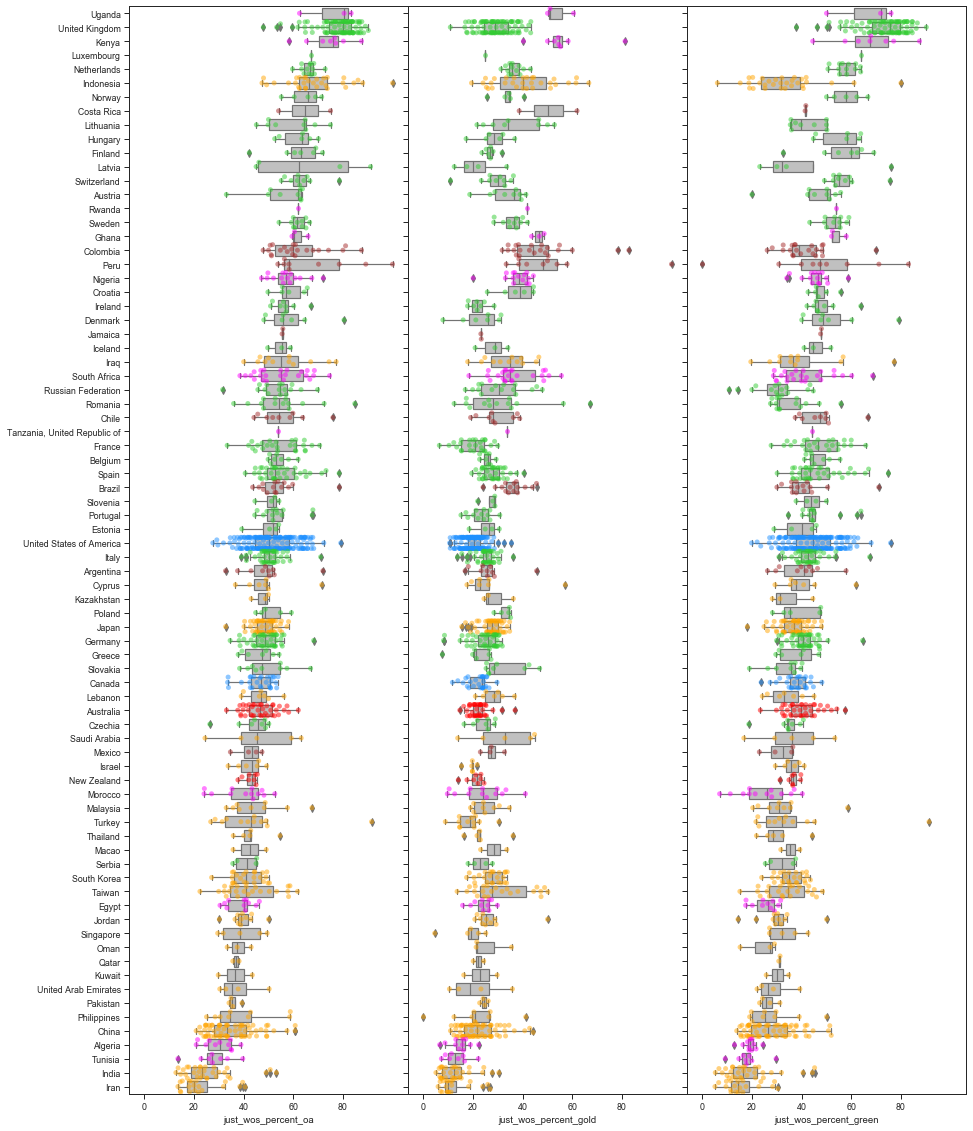 Uganda
United Kingdom
Kenya
Luxembourg
Netherlands
Indonesia
Norway
Costa Rica
Lithuania
Hungary
Finland
Latvia
Switzerland
Austria
Rwanda
Sweden
Ghana
Colombia
Peru
Nigeria
Croatia
Ireland
Denmark
Jamaica
Iceland
Iraq
South Africa
Russian Federation
Romania
Chile
Tanzania, United Republic of
France
Belgium
Spain
Brazil
Slovenia
Portugal
Estonia
United States of America
Italy
Argentina
Cyprus
Kazakhstan
Poland
Japan
Germany
Greece
Slovakia
Canada
Lebanon
Australia
Czechia
Saudi Arabia
Mexico
Israel
New Zealand
Morocco
Malaysia
Turkey
Thailand
Macao
Serbia
South Korea
Taiwan
Egypt
Jordan
Singapore
Oman
Qatar
Kuwait
United Arab Emirates
Pakistan
Philippines
China
Algeria
Tunisia
India
Iran
0 20 40 60 80 0 20 40 60 80 0 20 40 60 80
just_wos_percent_oa just_wos_percent_gold just_wos_percent_green